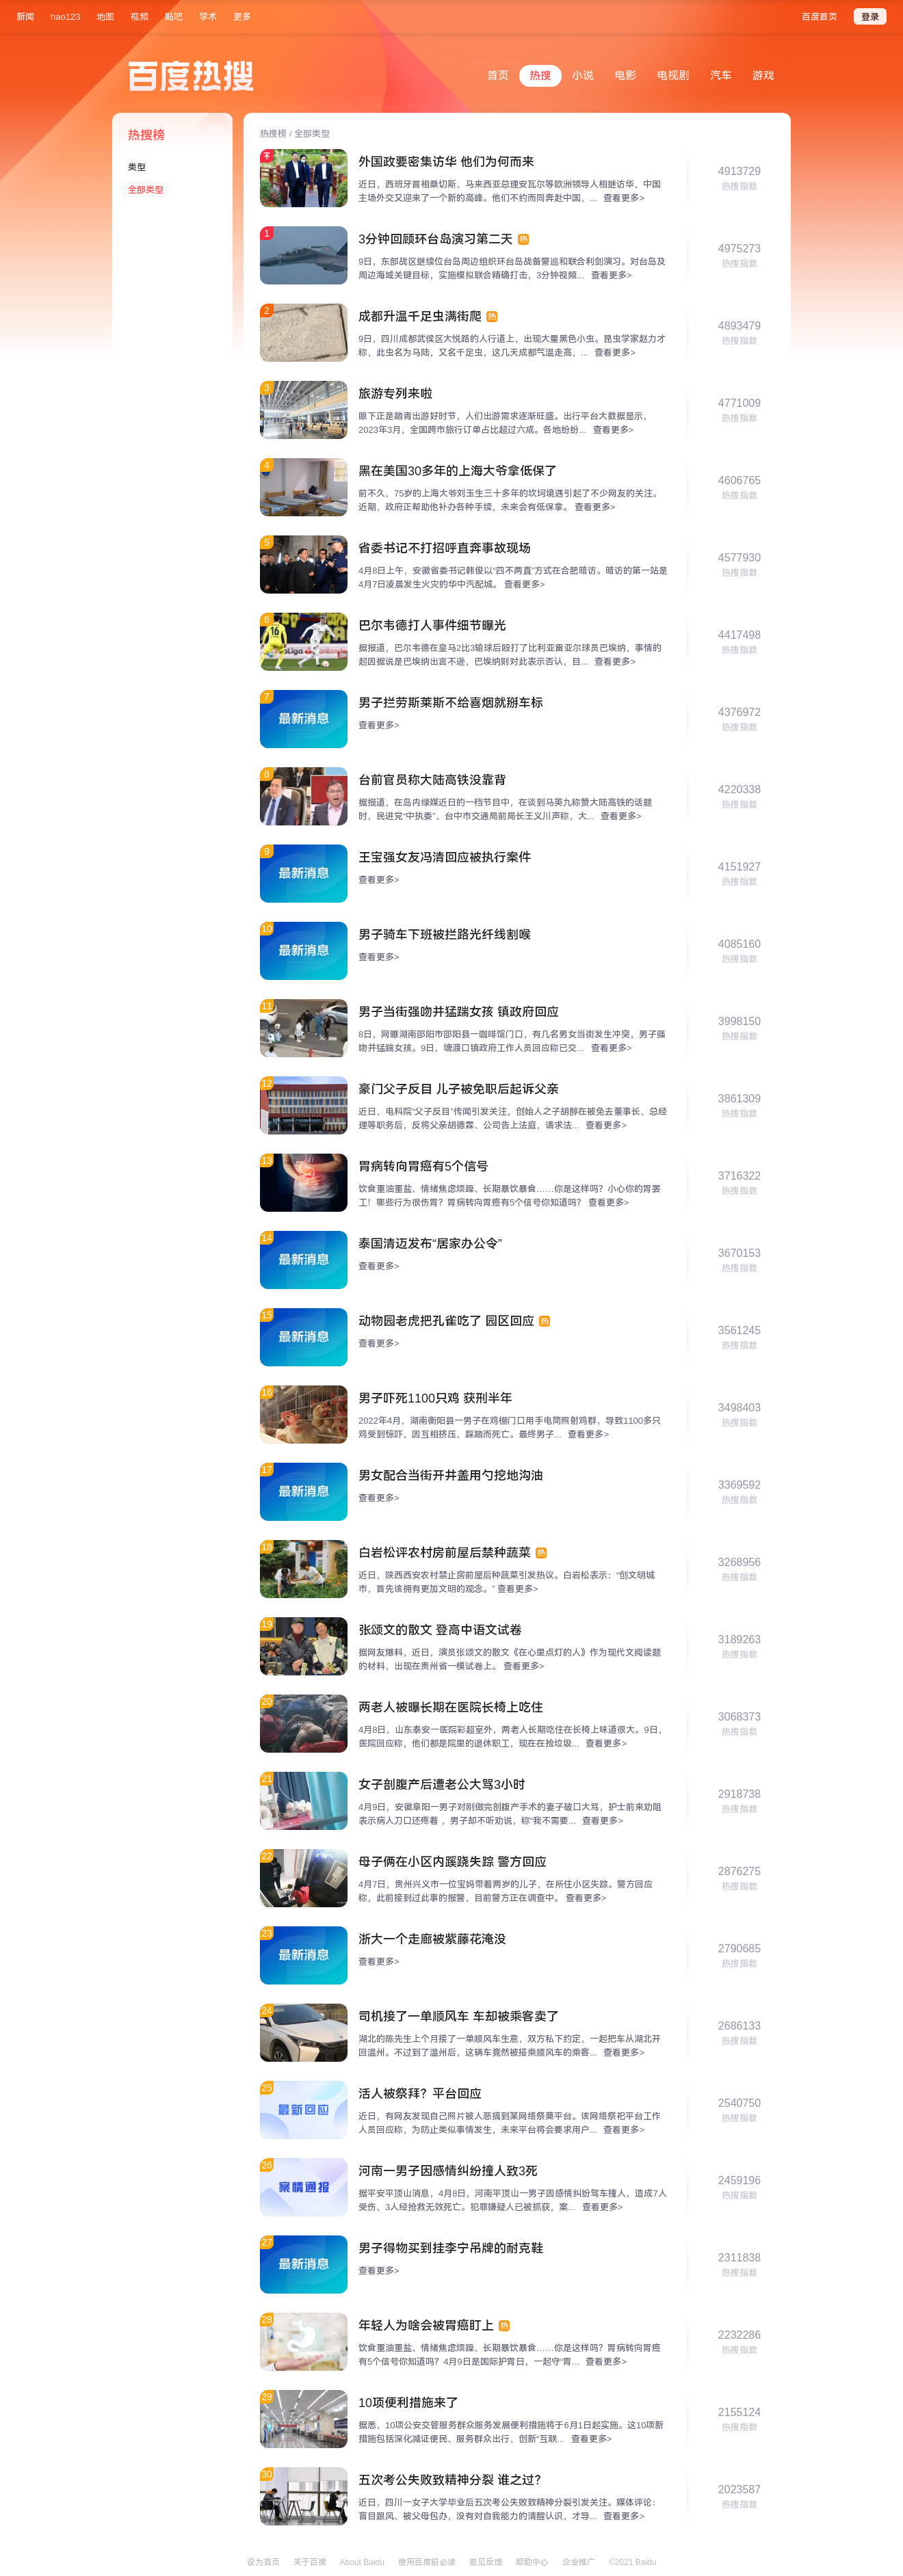 新闻 hao123 地图 视频 贴吧 学术 更多 百度首页 登录
百度热搜
首页 热搜 小说 电影 电视剧 汽车 游戏
热搜榜
类型
全部类型
热搜榜 / 全部类型
外国政要密集访华 他们为何而来
近日，西班牙首相桑切斯、马来西亚总理安瓦尔等欧洲领导人相继访华，中国
主场外交又迎来了一个新的高峰。他们不约而同奔赴中国，... 查看更多>
4913729
热搜指数
1
3分钟回顾环台岛演习第二天 热
9日，东部战区继续位台岛周边组织环台岛战备警巡和联合利剑演习。对台岛及
周边海域关键目标，实施模拟联合精确打击，3分钟视频... 查看更多>
4975273
热搜指数
2
成都升温千足虫满街爬 热
9日，四川成都武侯区大悦路的人行道上，出现大量黑色小虫。昆虫学家赵力才
称，此虫名为马陆，又名千足虫，这几天成都气温走高，... 查看更多>
4893479
热搜指数
3
旅游专列来啦
眼下正是踏青出游好时节，人们出游需求逐渐旺盛。出行平台大数据显示，
2023年3月，全国跨市旅行订单占比超过六成。各地纷纷... 查看更多>
4771009
热搜指数
4
黑在美国30多年的上海大爷拿低保了
前不久，75岁的上海大爷刘玉生三十多年的坎坷境遇引起了不少网友的关注。
近期，政府正帮助他补办各种手续，未来会有低保拿。 查看更多>
4606765
热搜指数
5
省委书记不打招呼直奔事故现场
4月8日上午，安徽省委书记韩俊以“四不两直”方式在合肥暗访。暗访的第一站是
4月7日凌晨发生火灾的华中汽配城。 查看更多>
4577930
热搜指数
6
巴尔韦德打人事件细节曝光
据报道，巴尔韦德在皇马2比3输球后殴打了比利亚雷亚尔球员巴埃纳，事情的
起因据说是巴埃纳出言不逊，巴埃纳则对此表示否认，目... 查看更多>
4417498
热搜指数
7
最新消息
男子拦劳斯莱斯不给喜烟就掰车标
查看更多>
4376972
热搜指数
8
台前官员称大陆高铁没靠背
据报道，在岛内绿媒近日的一档节目中，在谈到马英九称赞大陆高铁的话题
时，民进党“中执委”、台中市交通局前局长王义川声称，大... 查看更多>
4220338
热搜指数
9
最新消息
王宝强女友冯清回应被执行案件
查看更多>
4151927
热搜指数
10
最新消息
男子骑车下班被拦路光纤线割喉
查看更多>
4085160
热搜指数
11
男子当街强吻并猛踹女孩 镇政府回应
8日，网曝湖南邵阳市邵阳县一咖啡馆门口，有几名男女当街发生冲突，男子强
吻并猛踹女孩。9日，塘渡口镇政府工作人员回应称已交... 查看更多>
3998150
热搜指数
12
豪门父子反目 儿子被免职后起诉父亲
近日，电科院“父子反目”传闻引发关注，创始人之子胡醇在被免去董事长、总经
理等职务后，反将父亲胡德霖、公司告上法庭，请求法... 查看更多>
3861309
热搜指数
13
胃病转向胃癌有5个信号
饮食重油重盐、情绪焦虑烦躁、长期暴饮暴食……你是这样吗？小心你的胃罢
工！哪些行为很伤胃？胃病转向胃癌有5个信号你知道吗？ 查看更多>
3716322
热搜指数
14
最新消息
泰国清迈发布“居家办公令”
查看更多>
3670153
热搜指数
15
最新消息
动物园老虎把孔雀吃了 园区回应 热
查看更多>
3561245
热搜指数
16
男子吓死1100只鸡 获刑半年
2022年4月，湖南衡阳县一男子在鸡棚门口用手电筒照射鸡群，导致1100多只
鸡受到惊吓，因互相挤压、踩踏而死亡。最终男子... 查看更多>
3498403
热搜指数
17
最新消息
男女配合当街开井盖用勺挖地沟油
查看更多>
3369592
热搜指数
18
白岩松评农村房前屋后禁种蔬菜 热
近日，陕西西安农村禁止房前屋后种蔬菜引发热议。白岩松表示：“创文明城
市，首先该拥有更加文明的观念。” 查看更多>
3268956
热搜指数
19
张颂文的散文 登高中语文试卷
据网友爆料，近日，演员张颂文的散文《在心里点灯的人》作为现代文阅读题
的材料，出现在贵州省一模试卷上。 查看更多>
3189263
热搜指数
20
两老人被曝长期在医院长椅上吃住
4月8日，山东泰安一医院彩超室外，两老人长期吃住在长椅上味道很大。9日，
医院回应称，他们都是院里的退休职工，现在在捡垃圾... 查看更多>
3068373
热搜指数
21
女子剖腹产后遭老公大骂3小时
4月9日，安徽阜阳一男子对刚做完剖腹产手术的妻子破口大骂，护士前来劝阻
表示病人刀口还疼着 ，男子却不听劝说，称“我不需要... 查看更多>
2918738
热搜指数
22
母子俩在小区内蹊跷失踪 警方回应
4月7日，贵州兴义市一位宝妈带着两岁的儿子，在所住小区失踪。警方回应
称，此前接到过此事的报警，目前警方正在调查中。 查看更多>
2876275
热搜指数
23
最新消息
浙大一个走廊被紫藤花淹没
查看更多>
2790685
热搜指数
24
司机接了一单顺风车 车却被乘客卖了
湖北的陈先生上个月接了一单顺风车生意，双方私下约定，一起把车从湖北开
回温州。不过到了温州后，这辆车竟然被搭乘顺风车的乘客... 查看更多>
2686133
热搜指数
25
最新回应
活人被祭拜？平台回应
近日，有网友发现自己照片被人恶搞到某网络祭奠平台。该网络祭祀平台工作
人员回应称，为防止类似事情发生，未来平台将会要求用户... 查看更多>
2540750
热搜指数
26
案情通报
河南一男子因感情纠纷撞人致3死
据平安平顶山消息，4月8日，河南平顶山一男子因感情纠纷驾车撞人，造成7人
受伤、3人经抢救无效死亡。犯罪嫌疑人已被抓获，案... 查看更多>
2459196
热搜指数
27
最新消息
男子得物买到挂李宁吊牌的耐克鞋
查看更多>
2311838
热搜指数
28
年轻人为啥会被胃癌盯上 热
饮食重油重盐、情绪焦虑烦躁、长期暴饮暴食……你是这样吗？胃病转向胃癌
有5个信号你知道吗？4月9日是国际护胃日，一起守“胃... 查看更多>
2232286
热搜指数
29
10项便利措施来了
据悉，10项公安交管服务群众服务发展便利措施将于6月1日起实施。这10项新
措施包括深化减证便民、服务群众出行、创新“互联... 查看更多>
2155124
热搜指数
30
五次考公失败致精神分裂 谁之过？
近日，四川一女子大学毕业后五次考公失败致精神分裂引发关注。媒体评论：
盲目跟风、被父母包办，没有对自我能力的清醒认识，才导... 查看更多>
2023587
热搜指数
设为首页 关于百度 About Baidu 使用百度前必读 意见反馈 帮助中心 企业推广 ©2021 Baidu